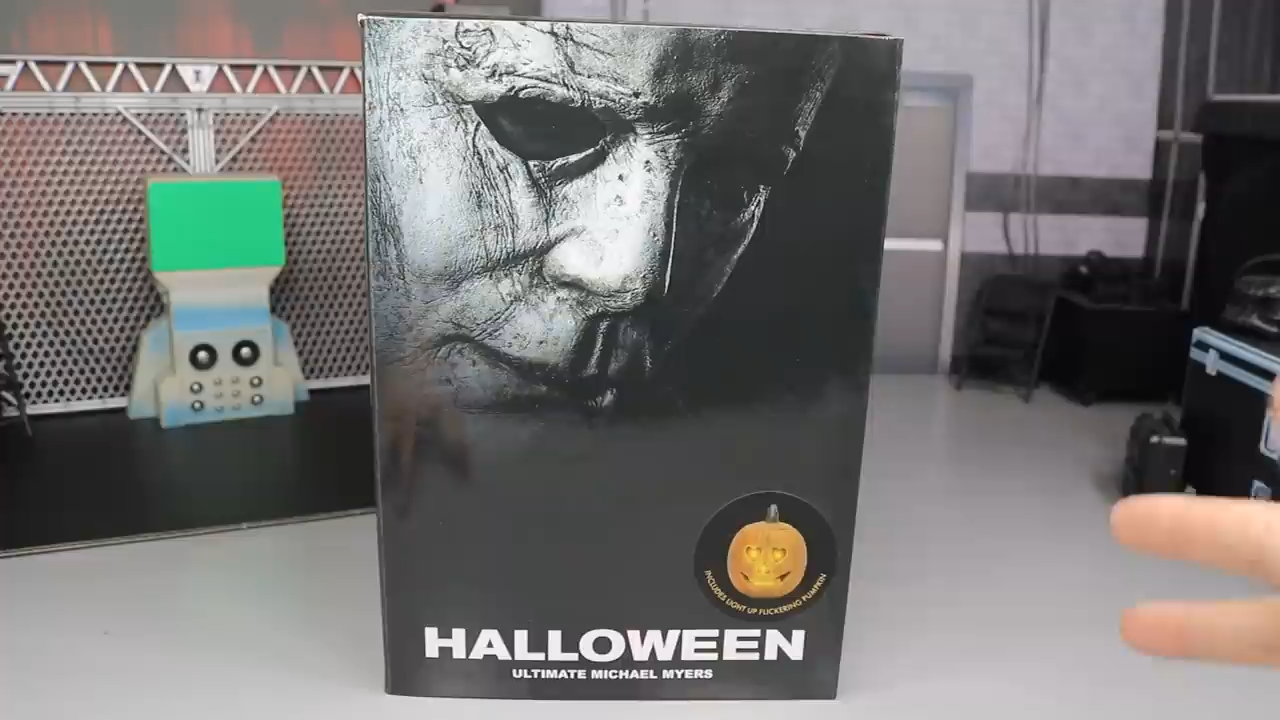 INCLUDES LIGHT UP FLICKERING PUMPKIN
HALLOWEEN
ULTIMATE MICHAEL MYERS